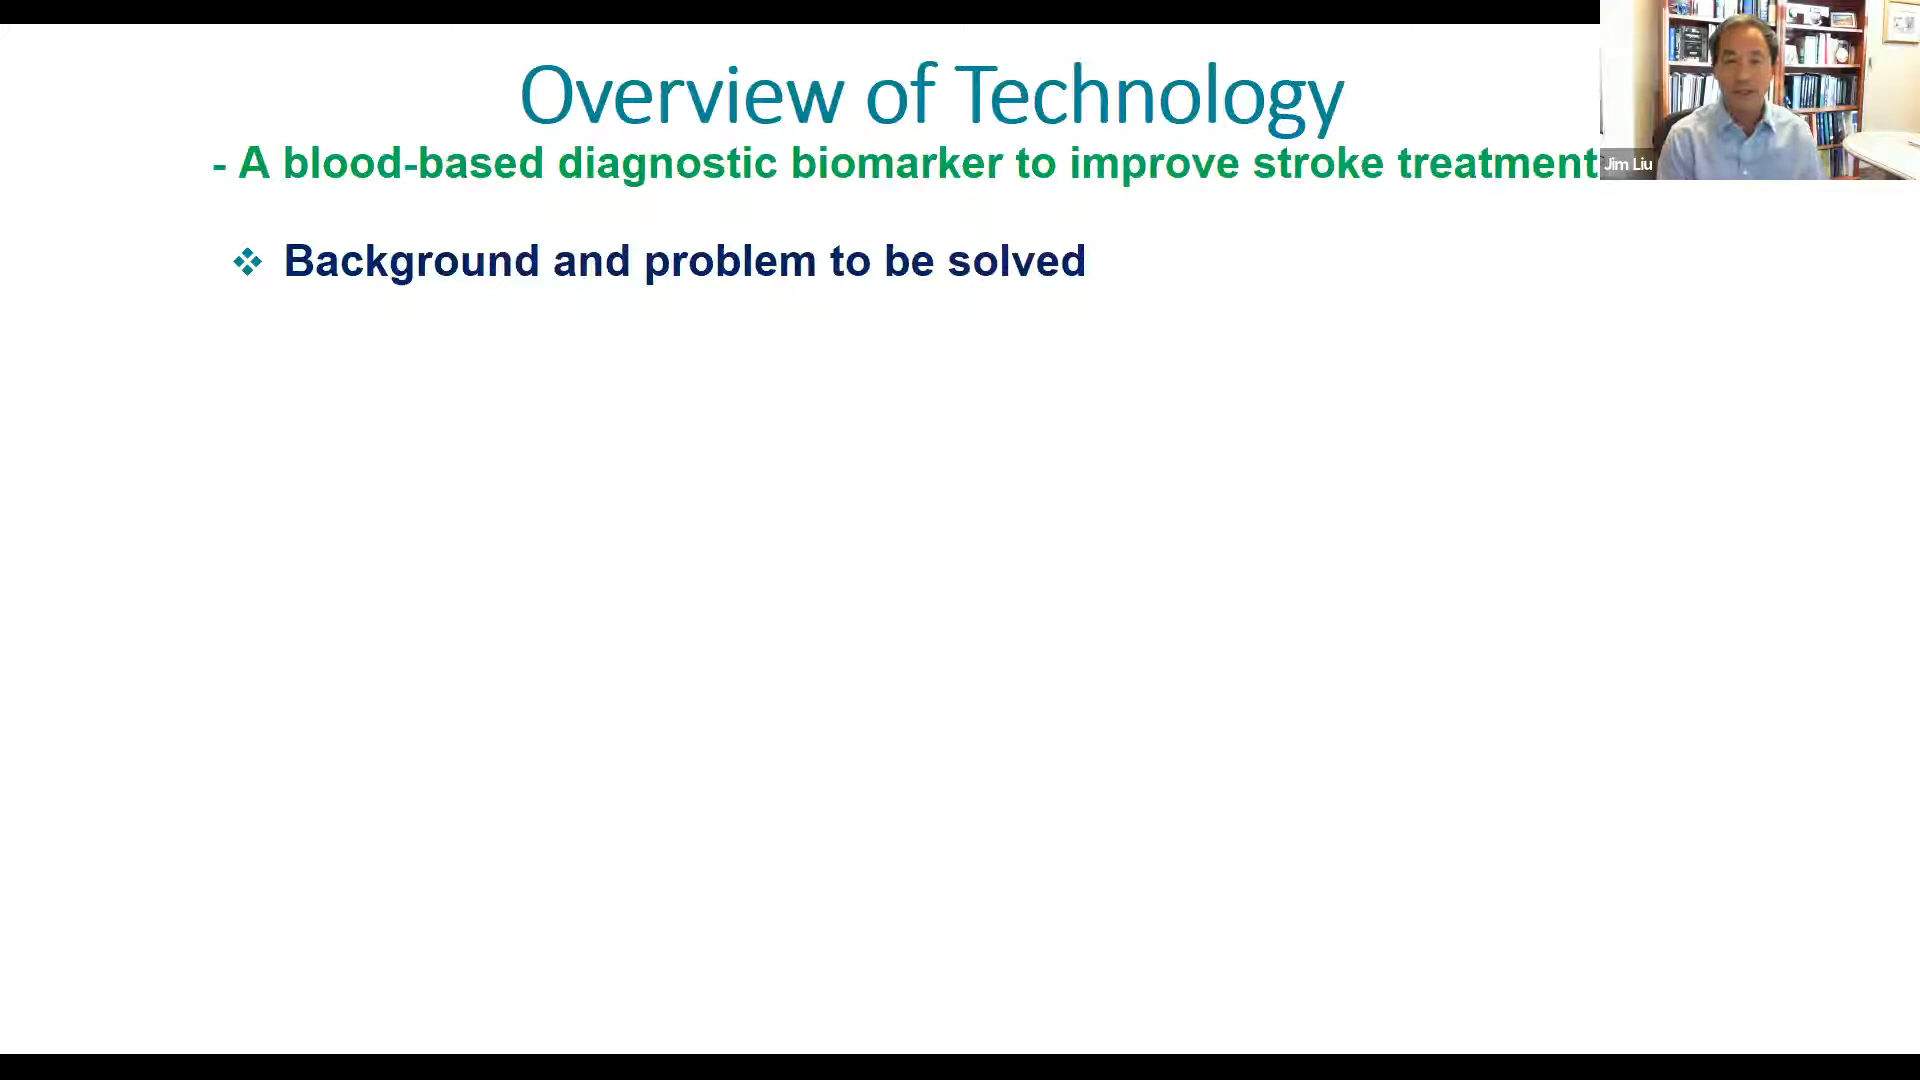 Overview of Technology
- A blood-based diagnostic biomarker to improve stroke treatment
Jim Liu
❖ Background and problem to be solved